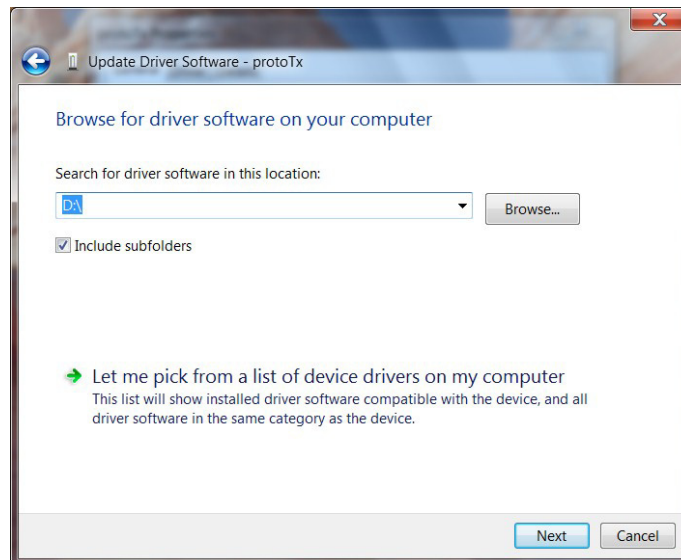 Update Driver Software - protoTx
Browse for driver software on your computer
Search for driver software in this location:
D:\
Browse...
Include subfolders
Let me pick from a list of device drivers on my computer
This list will show installed driver software compatible with the device, and all
driver software in the same category as the device.
Next
Cancel